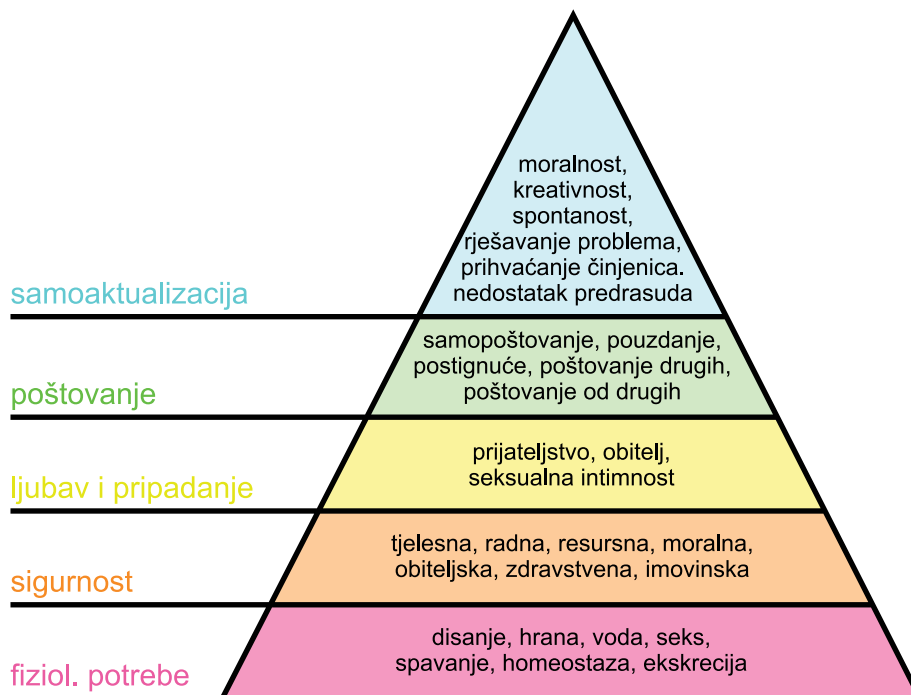 moralnost,
kreativnost,
spontanost,
rješavanje problema,
prihvaćanje činjenica.
nedostatak predrasuda
samoaktualizacija
samopoštovanje, pouzdanje,
postignuće, poštovanje drugih,
poštovanje od drugih
poštovanje
prijateljstvo, obitelj,
seksualna intimnost
ljubav i pripadanje
tjelesna, radna, resursna, moralna,
obiteljska, zdravstvena, imovinska
sigurnost
disanje, hrana, voda, seks,
spavanje, homeostaza, ekskrecija
fiziol. potrebe